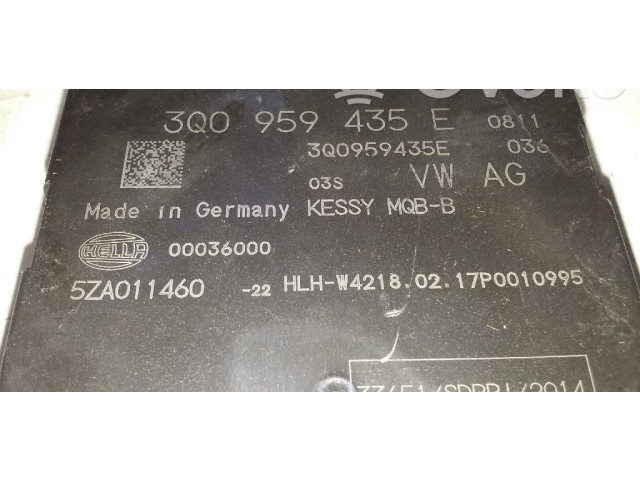 3Q0 959 435 E 0811
3Q0959435E 036
03S VW AG
Made in Germany KESSY MQB-B
HELLA 00036000
5ZA011460 -22 HLH-W4218.02.17P0010995